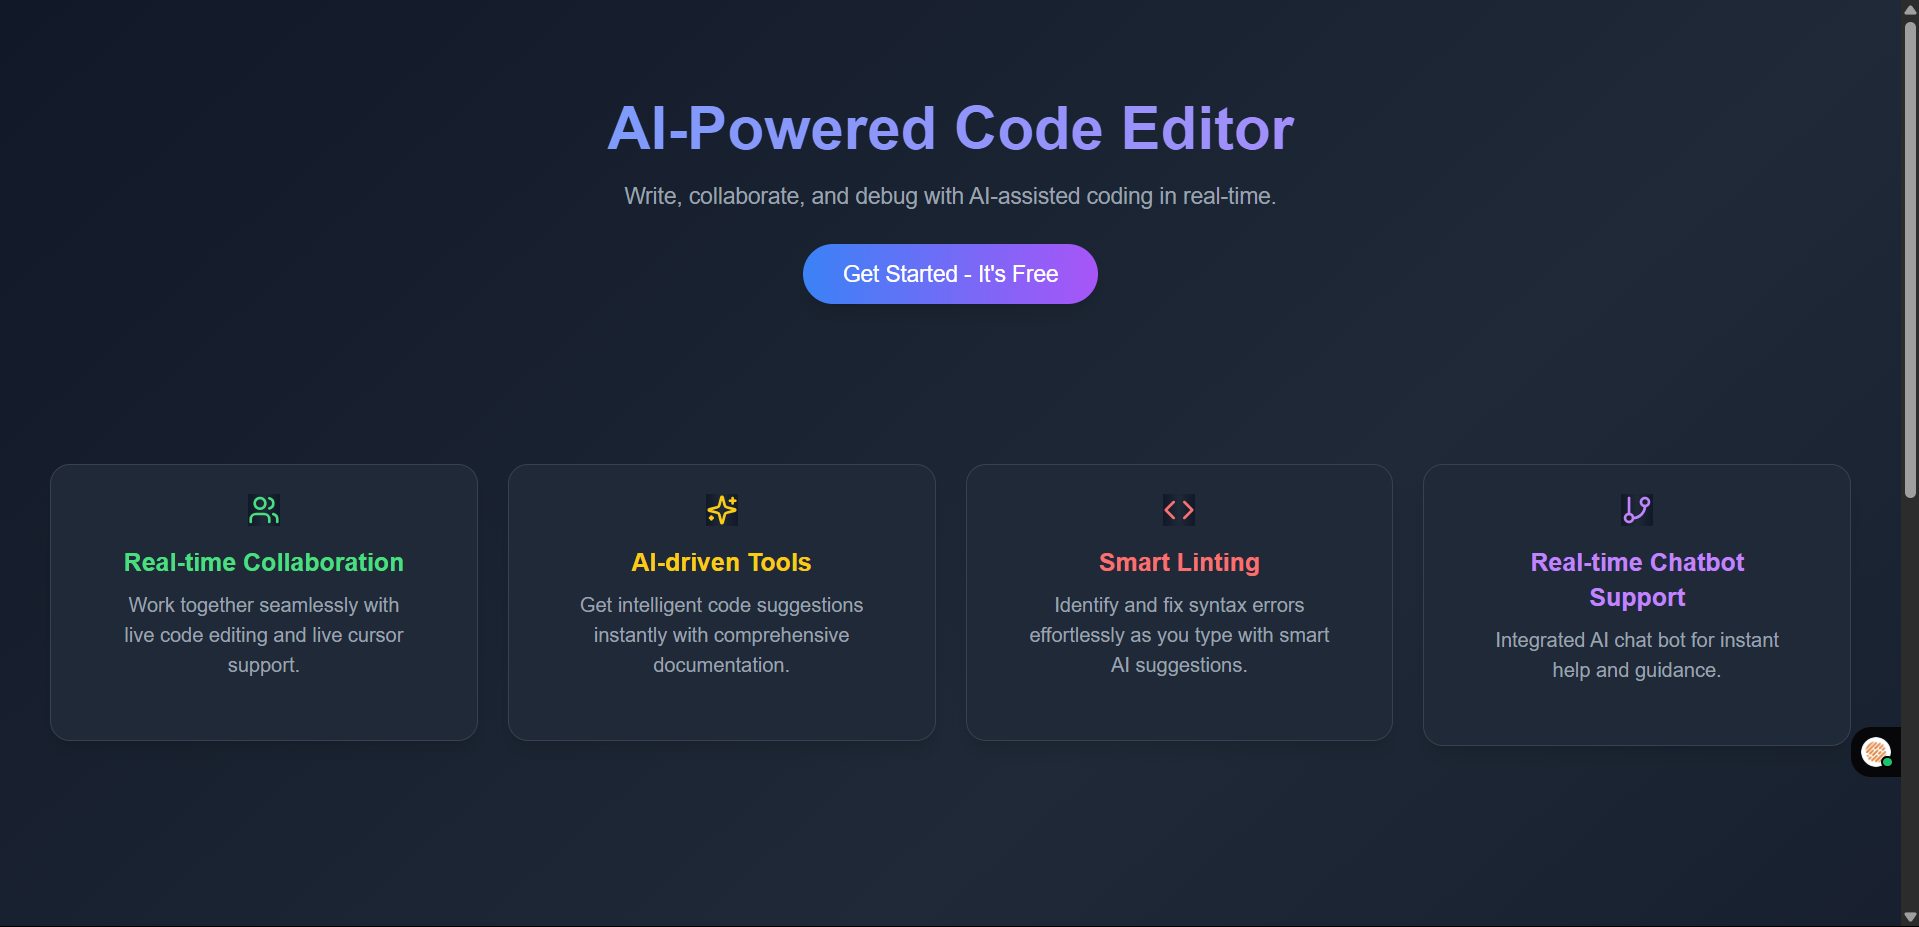 AI-Powered Code Editor
Write, collaborate, and debug with AI-assisted coding in real-time.
Get Started - It's Free
Real-time Collaboration
Work together seamlessly with
live code editing and live cursor
support.
AI-driven Tools
Get intelligent code suggestions
instantly with comprehensive
documentation.
Smart Linting
Identify and fix syntax errors
effortlessly as you type with smart
AI suggestions.
Real-time Chatbot
Support
Integrated AI chat bot for instant
help and guidance.